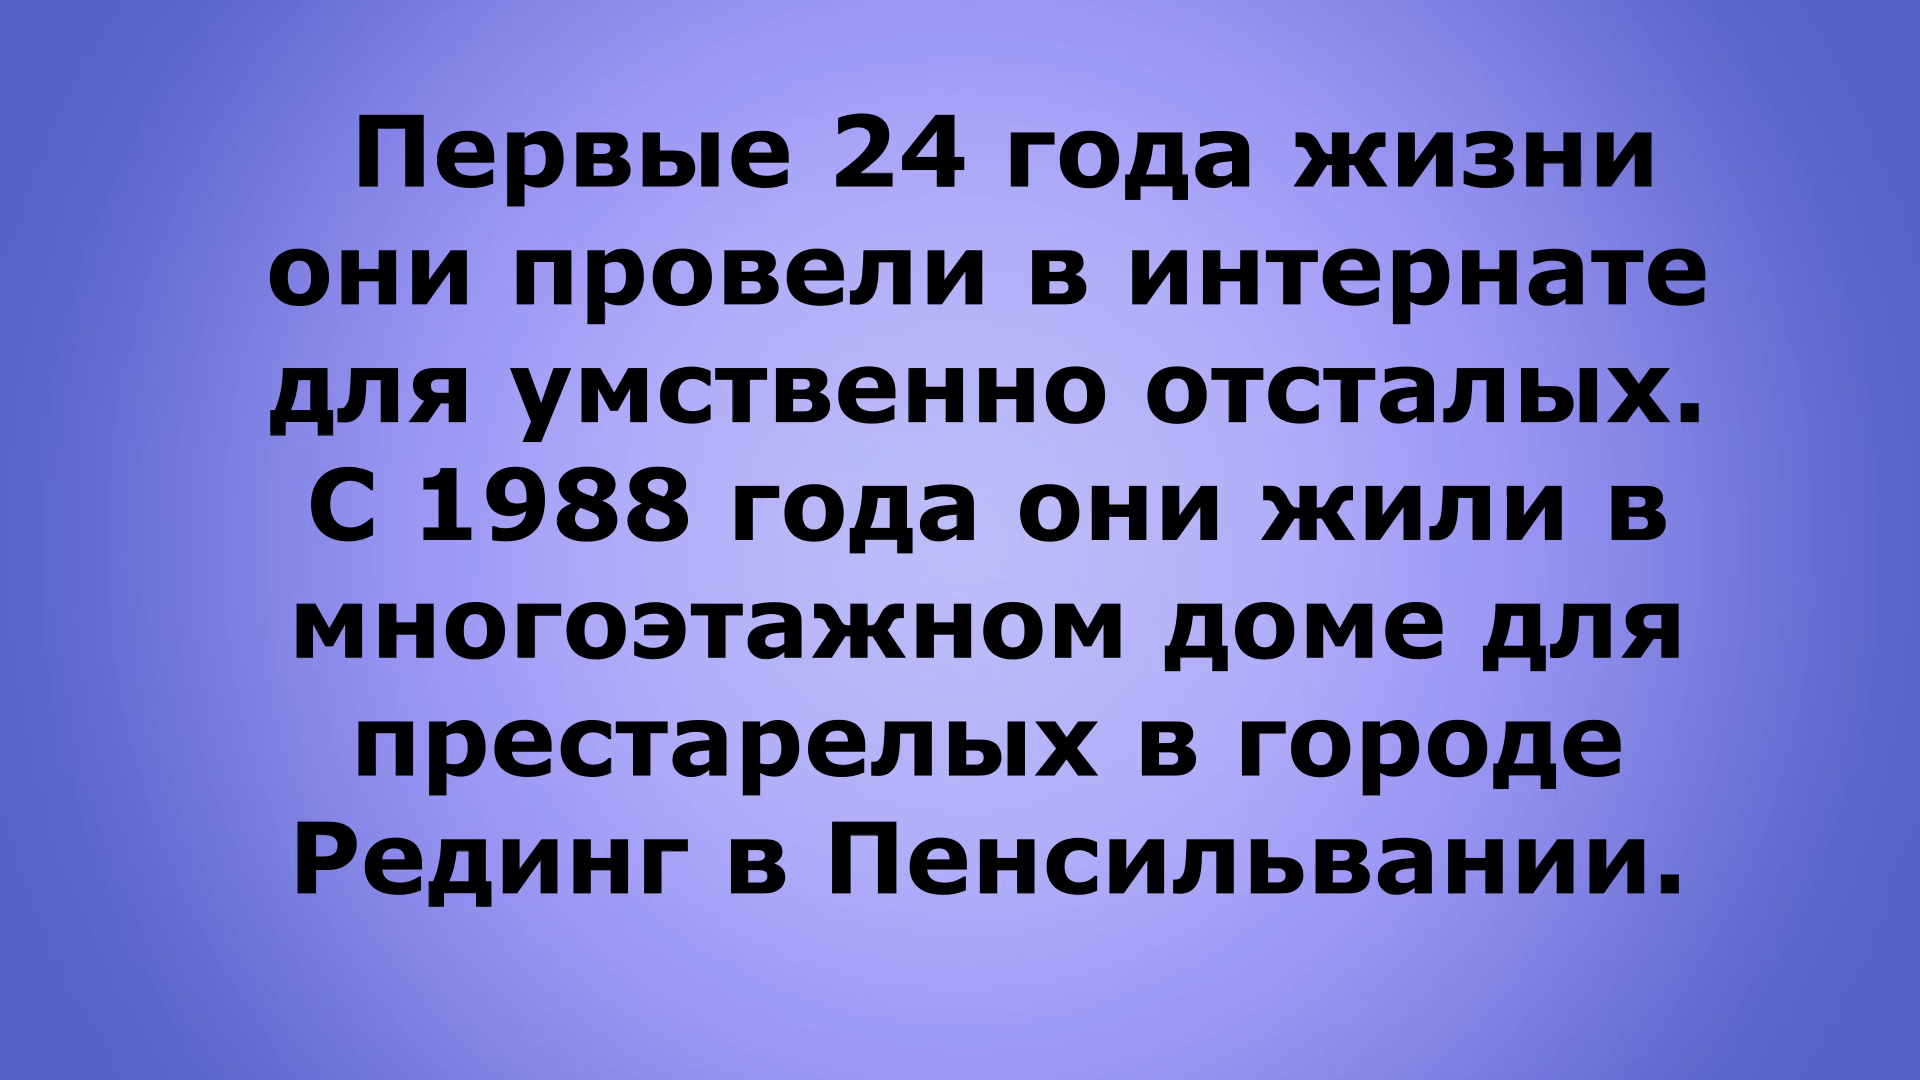 Первые 24 года жизни
они провели в интернате
для умственно отсталых.
С 1988 года они жили в
многоэтажном доме для
престарелых в городе
Рединг в Пенсильвании.